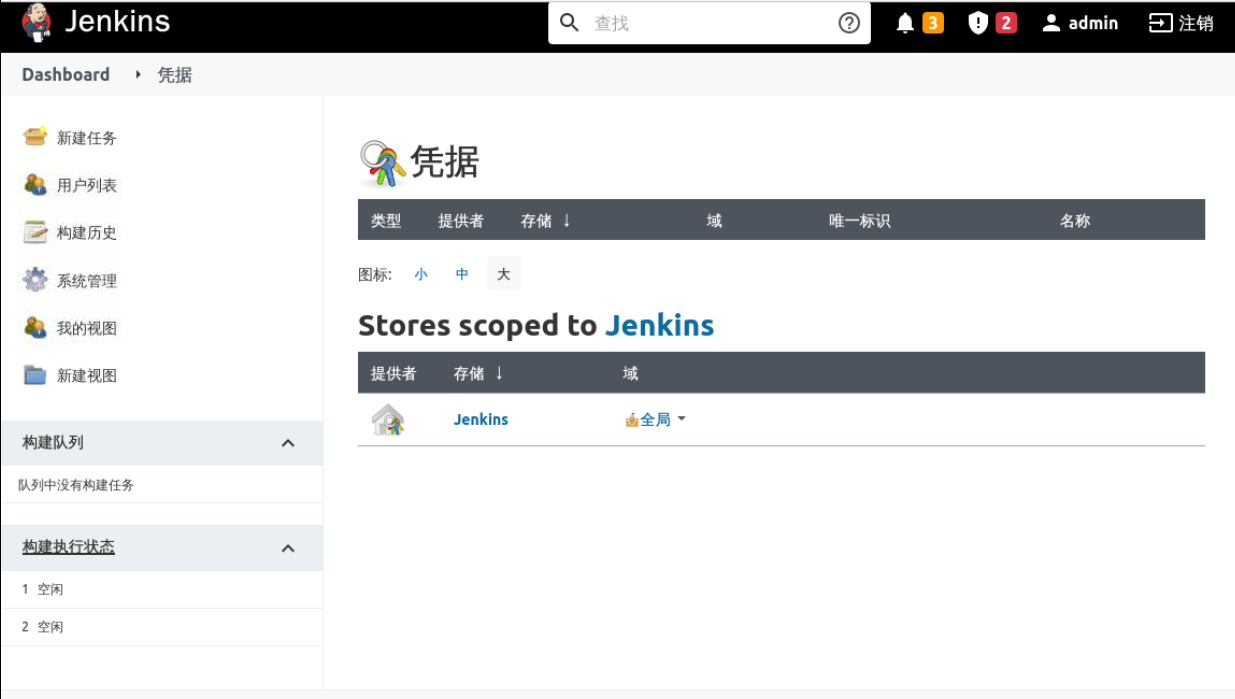 Jenkins 查找 3 2 admin 注销
Dashboard 凭据
新建任务
用户列表
构建历史
系统管理
我的视图
新建视图
构建队列
队列中没有构建任务
构建执行状态
1 空闲
2 空闲
凭据
类型 提供者 存储 ↓ 域 唯一标识 名称
图标: 小 中 大
Stores scoped to Jenkins
提供者 存储 ↓ 域
Jenkins 全局